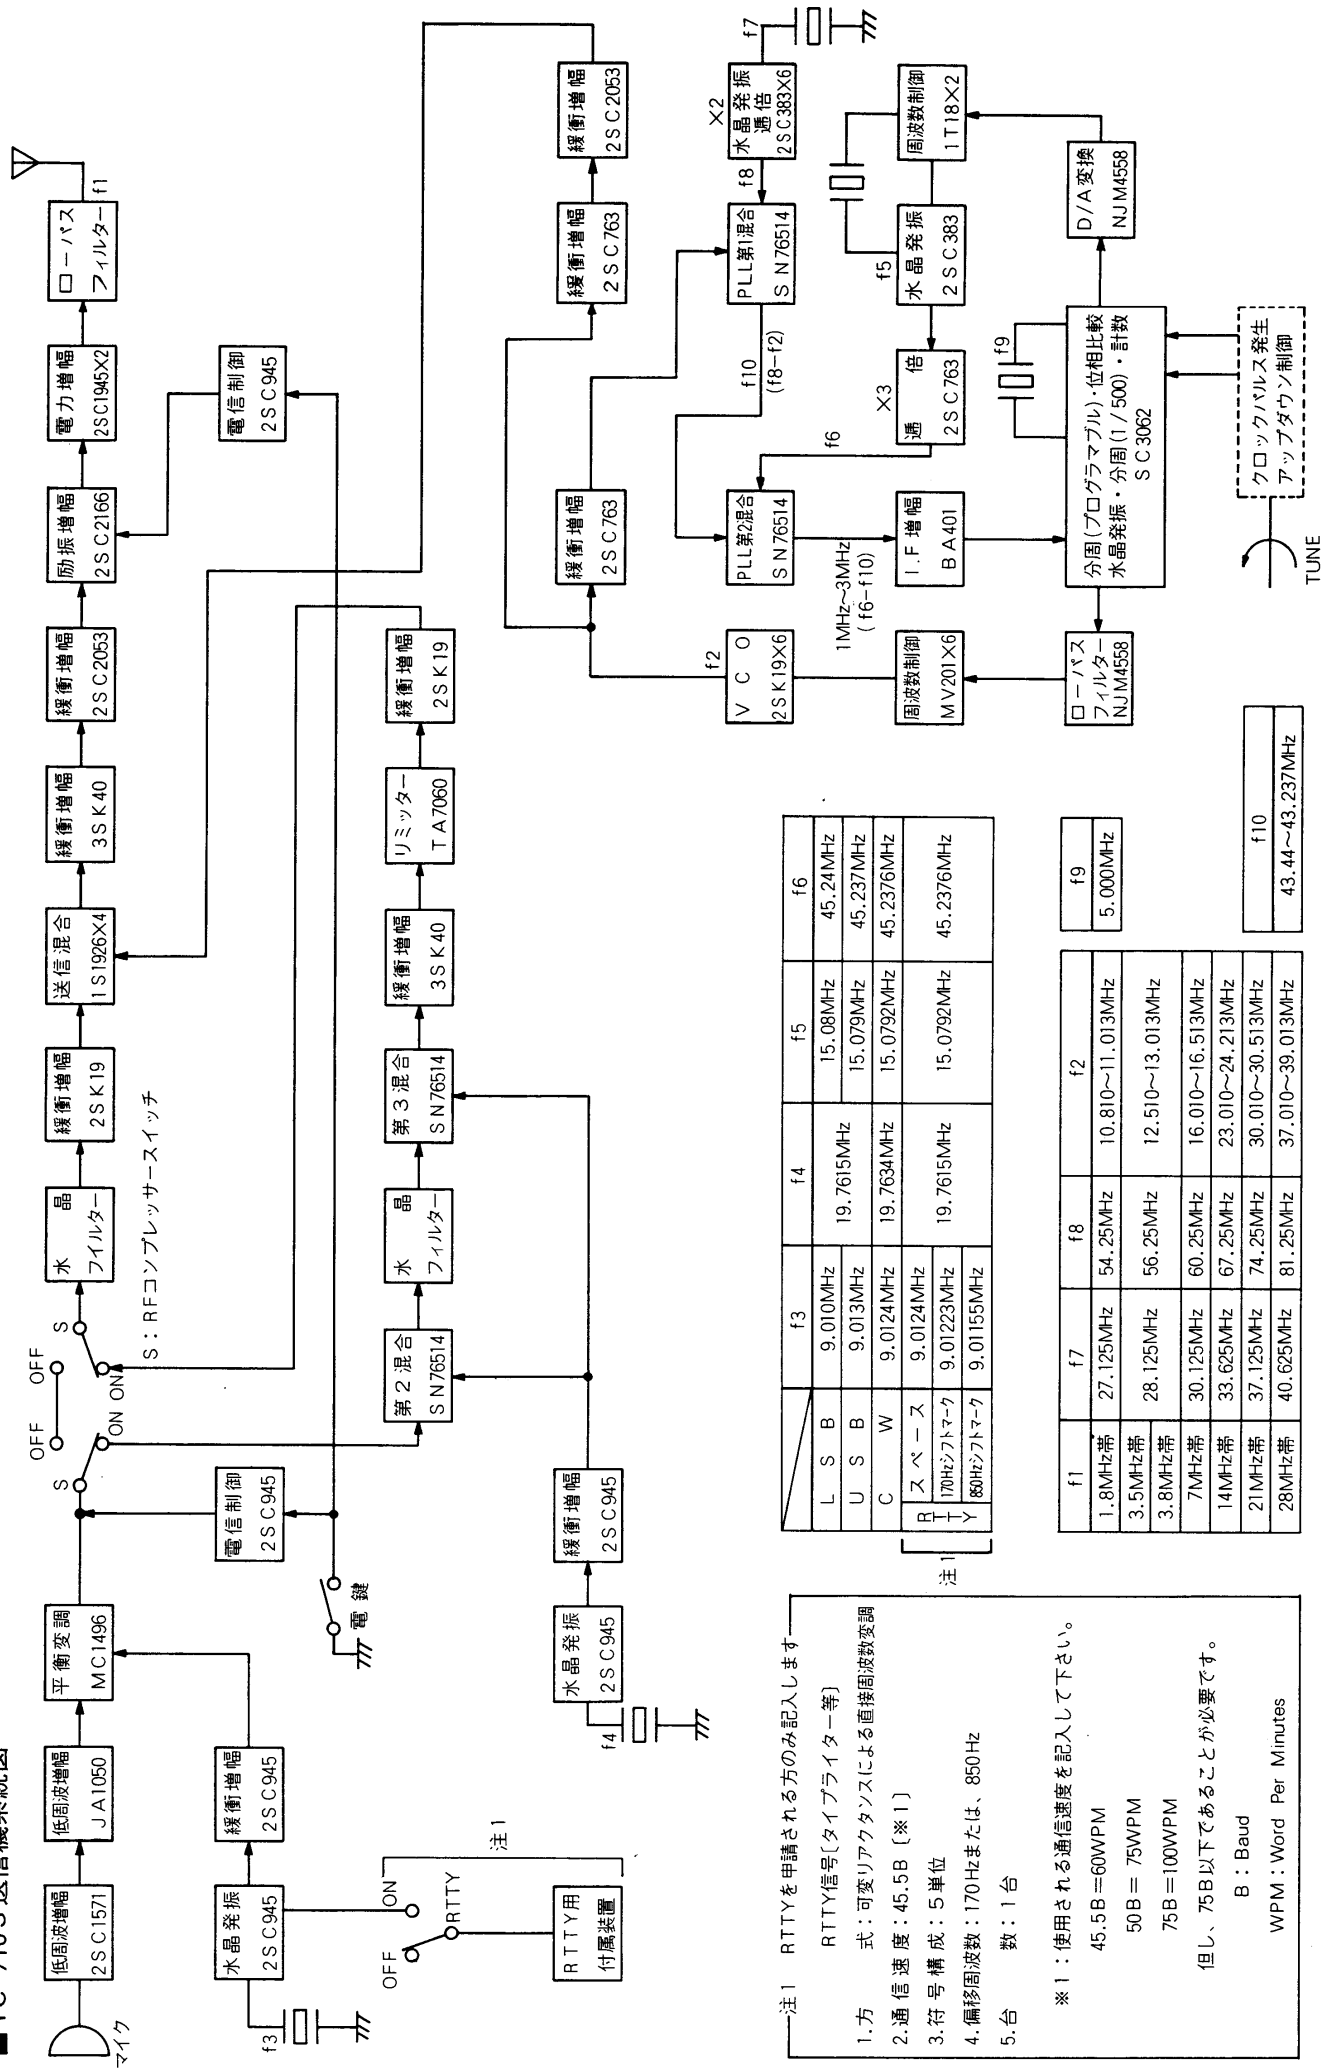 マイク
低周波増幅
2SC1571
低周波増幅
JA1050
平衡変調
MC1496
S
OFF
OFF
ON
ON
S
S：RFコンプレッサースイッチ
水晶
フィルター
緩衝増幅
2SK19
送信混合
1S1926X4
緩衝増幅
3SK40
緩衝増幅
2SC2053
励振増幅
2SC2166
電力増幅
2SC1945X2
ローパス
フィルター
f1
f3
水晶発振
2SC945
緩衝増幅
2SC945
電信制御
2SC945
電鍵
電信制御
2SC945
OFF
ON
RTTY
RTTY用
付属装置
注1
第2混合
SN76514
水晶
フィルター
第3混合
SN76514
緩衝増幅
3SK40
リミッター
TA7060
緩衝増幅
2SK19
f4
水晶発振
2SC945
緩衝増幅
2SC945
緩衝増幅
2SC763
緩衝増幅
2SC763
緩衝増幅
2SC2053
f2
VCO
2SK19X6
PLL第2混合
SN76514
f10
(f8-f2)
PLL第1混合
SN76514
f8
X2
水晶発振
逓倍
2SC383X6
f7
1MHz~3MHz
(f6-f10)
f6
周波数制御
MV201X6
I.F増幅
BA401
X3
逓倍
2SC763
f5
水晶発振
2SC383
周波数制御
1T18X2
ローパス
フィルター
NJM4558
分周(プログラマブル)・位相比較
水晶発振・分周(1/500)・計数
SC3062
f9
D/A変換
NJM4558
TUNE
クロックパルス発生
アップダウン制御
f3 f4 f5 f6
LSB 9.010MHz 19.7615MHz 15.08MHz 45.24MHz
USB 9.013MHz 15.079MHz 45.237MHz
CW 9.0124MHz 19.7634MHz 15.0792MHz 45.2376MHz
注1 RTTY スペース 9.0124MHz 19.7615MHz 15.0792MHz 45.2376MHz
170Hzシフトマーク 9.01223MHz
850Hzシフトマーク 9.01155MHz
f1 f7 f8 f2
1.8MHz帯 27.125MHz 54.25MHz 10.810~11.013MHz
3.5MHz帯 28.125MHz 56.25MHz 12.510~13.013MHz
3.8MHz帯
7MHz帯 30.125MHz 60.25MHz 16.010~16.513MHz
14MHz帯 33.625MHz 67.25MHz 23.010~24.213MHz
21MHz帯 37.125MHz 74.25MHz 30.010~30.513MHz
28MHz帯 40.625MHz 81.25MHz 37.010~39.013MHz
f9
5.000MHz
f10
43.44~43.237MHz
注1 RTTYを申請される方のみ記入します
RTTY信号〔タイプライター等〕
1.方式：可変リアクタンスによる直接周波数変調
2.通信速度：45.5B〔※1〕
3.符号構成：5単位
4.偏移周波数：170Hzまたは、850Hz
5.台数：1台
※1：使用される通信速度を記入して下さい。
45.5B＝60WPM
50B＝75WPM
75B＝100WPM
但し、75B以下であることが必要です。
B：Baud
WPM：Word Per Minutes